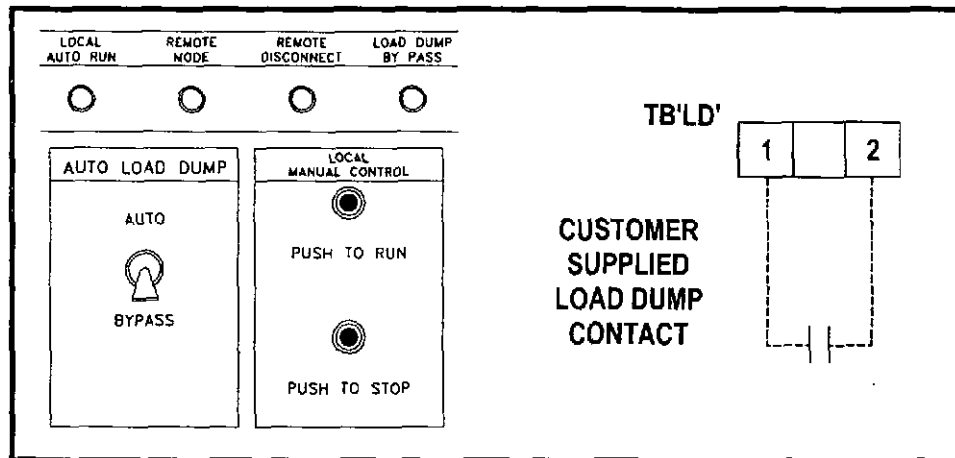 LOCAL
AUTO RUN
REMOTE
NODE
REMOTE
DISCONNECT
LOAD DUMP
BY PASS
AUTO LOAD DUMP
AUTO
BYPASS
LOCAL
MANUAL CONTROL
PUSH TO RUN
PUSH TO STOP
TB'LD'
1
2
CUSTOMER
SUPPLIED
LOAD DUMP
CONTACT